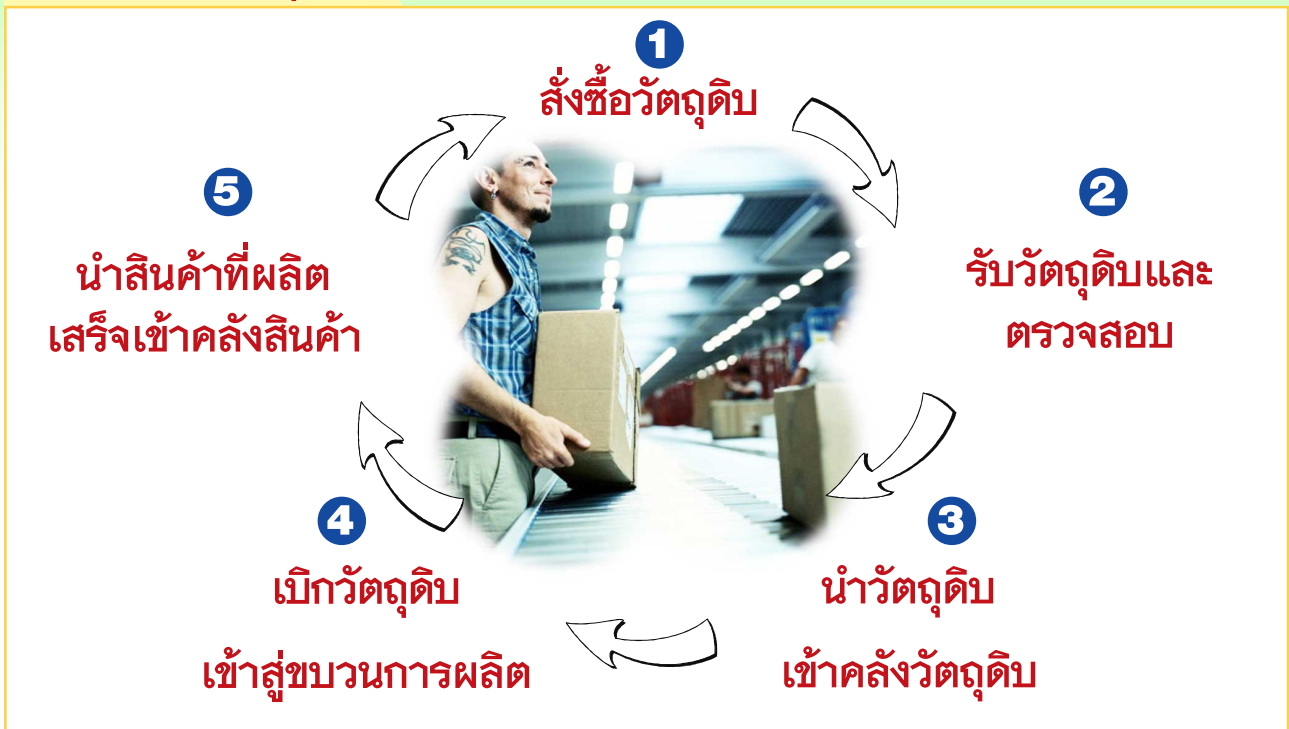 1
สั่งซื้อวัตถุดิบ
2
รับวัตถุดิบและ
ตรวจสอบ
3
นำวัตถุดิบ
เข้าคลังวัตถุดิบ
4
เบิกวัตถุดิบ
เข้าสู่ขบวนการผลิต
5
นำสินค้าที่ผลิต
เสร็จเข้าคลังสินค้า